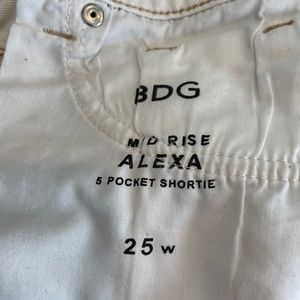 BDG
MID RISE
ALEXA
5 POCKET SHORTIE
25 W